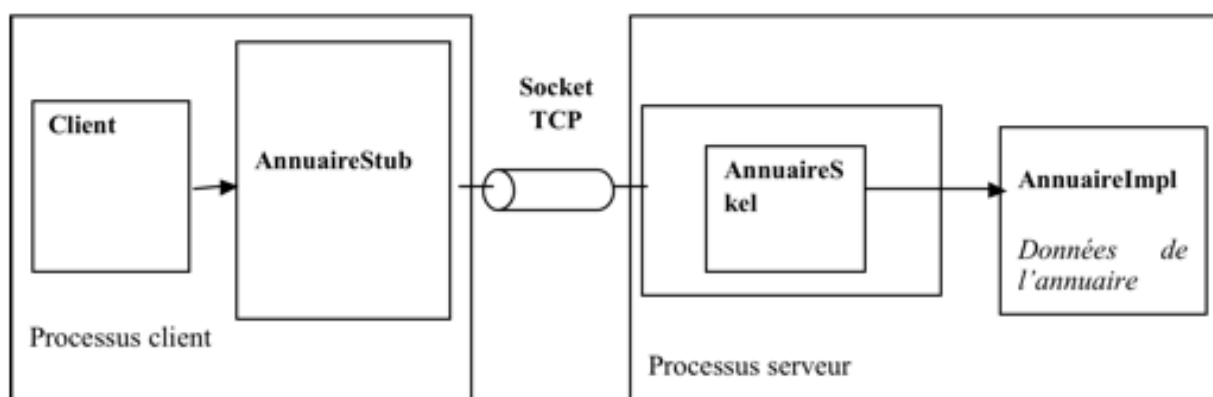 Client
AnnuaireStub
Processus client
Socket
TCP
AnnuaireS
kel
AnnuaireImpl
Données de
l'annuaire
Processus serveur